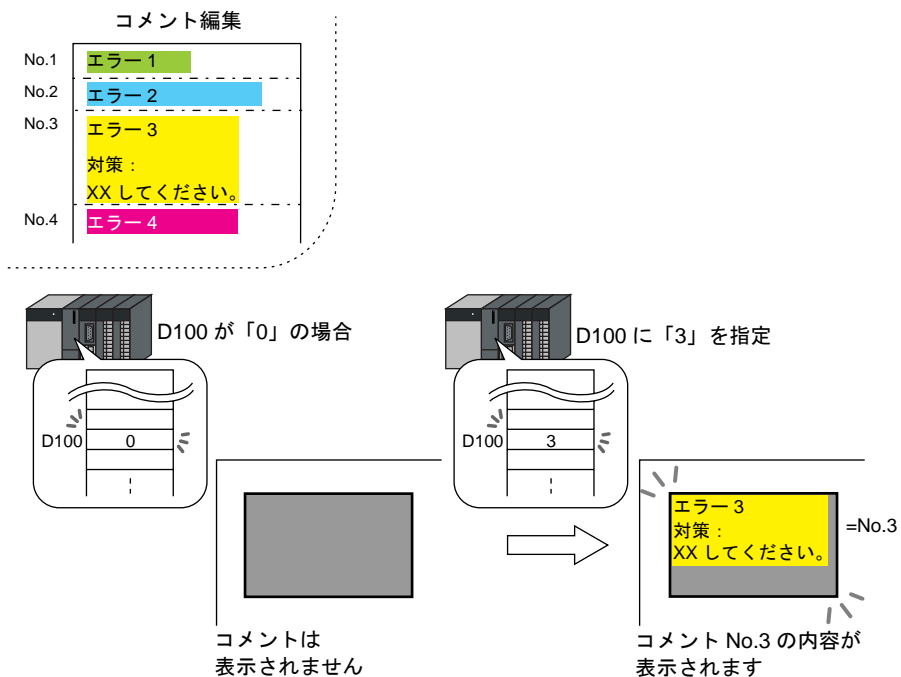 コメント編集
No.1
エラー 1
No.2
エラー 2
No.3
エラー 3
対策：
XX してください。
No.4
エラー 4
D100 が「0」の場合
D100 に「3」を指定
D100
0
D100
3
エラー 3
対策：
XX してください。
=No.3
コメントは
表示されません
コメント No.3 の内容が
表示されます